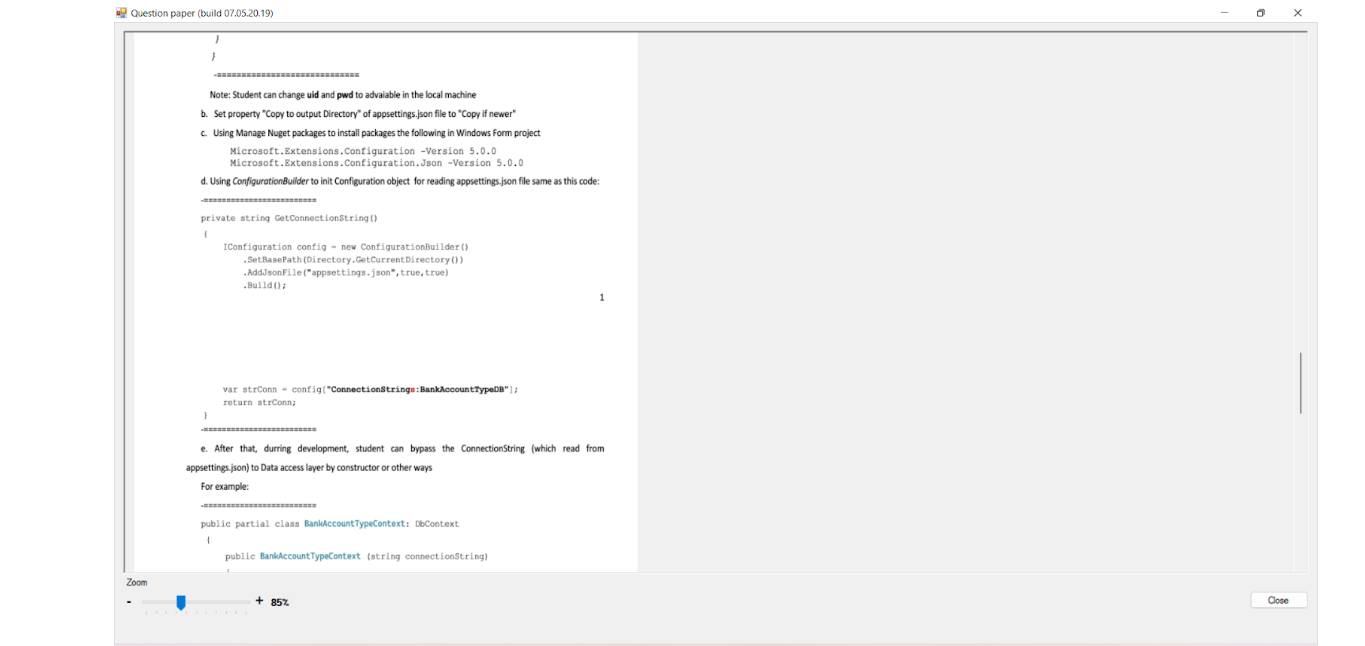 Question paper (build 07.05.20.19)
}
}
-==============================
Note: Student can change uid and pwd to advaiable in the local machine
b. Set property "Copy to output Directory" of appsettings.json file to "Copy if newer"
c. Using Manage Nuget packages to install packages the following in Windows Form project
Microsoft.Extensions.Configuration -Version 5.0.0
Microsoft.Extensions.Configuration.Json -Version 5.0.0
d. Using ConfigurationBuilder to init Configuration object for reading appsettings.json file same as this code:
-=========================
private string GetConnectionString()
{
IConfiguration config = new ConfigurationBuilder()
.SetBasePath(Directory.GetCurrentDirectory())
.AddJsonFile("appsettings.json",true,true)
.Build();
1
var strConn = config["ConnectionStrings:BankAccountTypeDB"];
return strConn;
}
-=========================
e. After that, durring development, student can bypass the ConnectionString (which read from
appsettings.json) to Data access layer by constructor or other ways
For example:
-=========================
public partial class BankAccountTypeContext: DbContext
{
public BankAccountTypeContext (string connectionString)
Zoom
- + 85%
Close